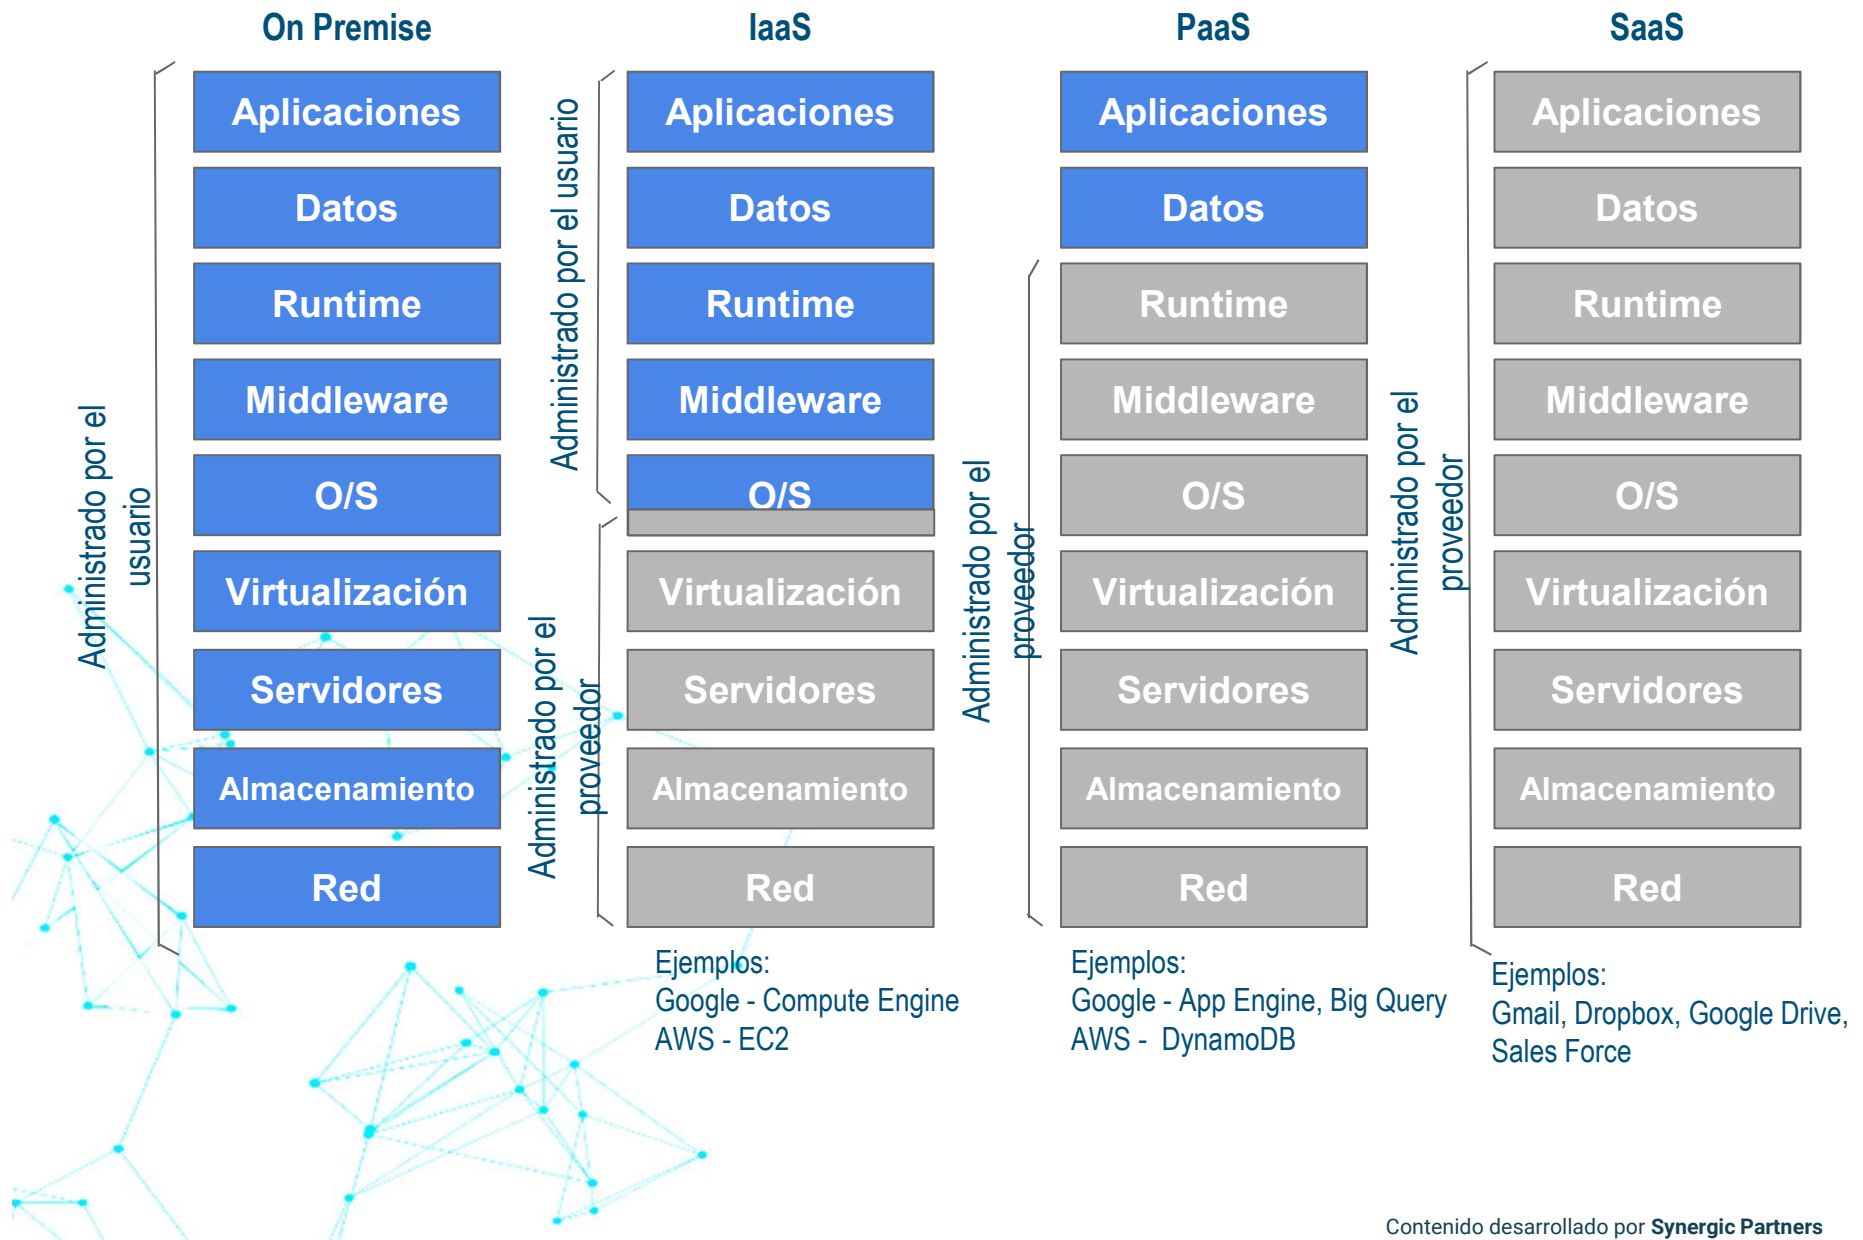 On Premise
Aplicaciones
Datos
Runtime
Middleware
O/S
Virtualización
Servidores
Almacenamiento
Red
Administrado por el
usuario
IaaS
Aplicaciones
Datos
Runtime
Middleware
O/S
Virtualización
Servidores
Almacenamiento
Red
Administrado por el usuario
Administrado por el
proveedor
Ejemplos:
Google - Compute Engine
AWS - EC2
PaaS
Aplicaciones
Datos
Runtime
Middleware
O/S
Virtualización
Servidores
Almacenamiento
Red
Administrado por el
proveedor
Ejemplos:
Google - App Engine, Big Query
AWS - DynamoDB
SaaS
Aplicaciones
Datos
Runtime
Middleware
O/S
Virtualización
Servidores
Almacenamiento
Red
Administrado por el
proveedor
Ejemplos:
Gmail, Dropbox, Google Drive,
Sales Force
Contenido desarrollado por Synergic Partners